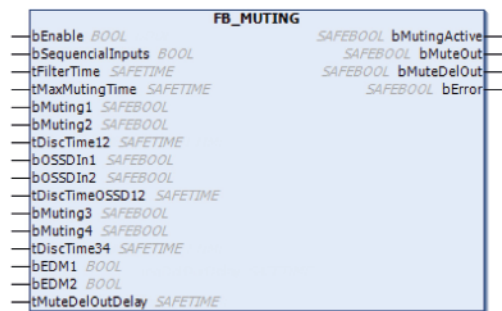 FB_MUTING
bEnable BOOL SAFEBOOL bMutingActive
bSequencialInputs BOOL SAFEBOOL bMuteOut
tFilterTime SAFETIME SAFEBOOL bMuteDelOut
tMaxMutingTime SAFETIME SAFEBOOL bError
bMuting1 SAFEBOOL
bMuting2 SAFEBOOL
tDiscTime12 SAFETIME
bOSSDIn1 SAFEBOOL
bOSSDIn2 SAFEBOOL
tDiscTimeOSSD12 SAFETIME
bMuting3 SAFEBOOL
bMuting4 SAFEBOOL
tDiscTime34 SAFETIME
bEDM1 BOOL
bEDM2 BOOL
tMuteDelOutDelay SAFETIME